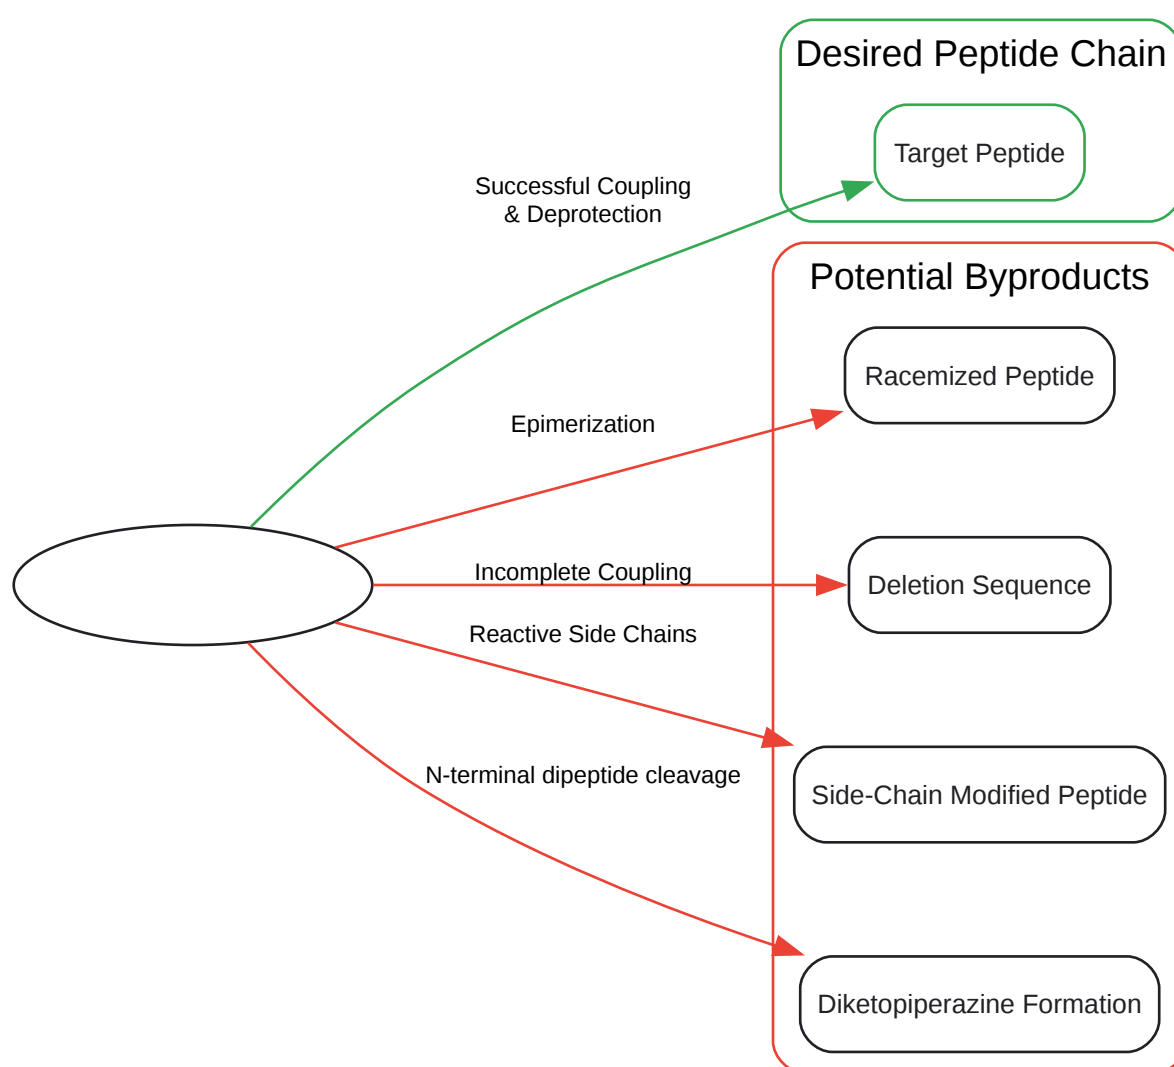 Desired Peptide Chain
Target Peptide
Successful Coupling
& Deprotection
Potential Byproducts
Racemized Peptide
Epimerization
Incomplete Coupling
Deletion Sequence
Reactive Side Chains
N-terminal dipeptide cleavage
Side-Chain Modified Peptide
Diketopiperazine Formation